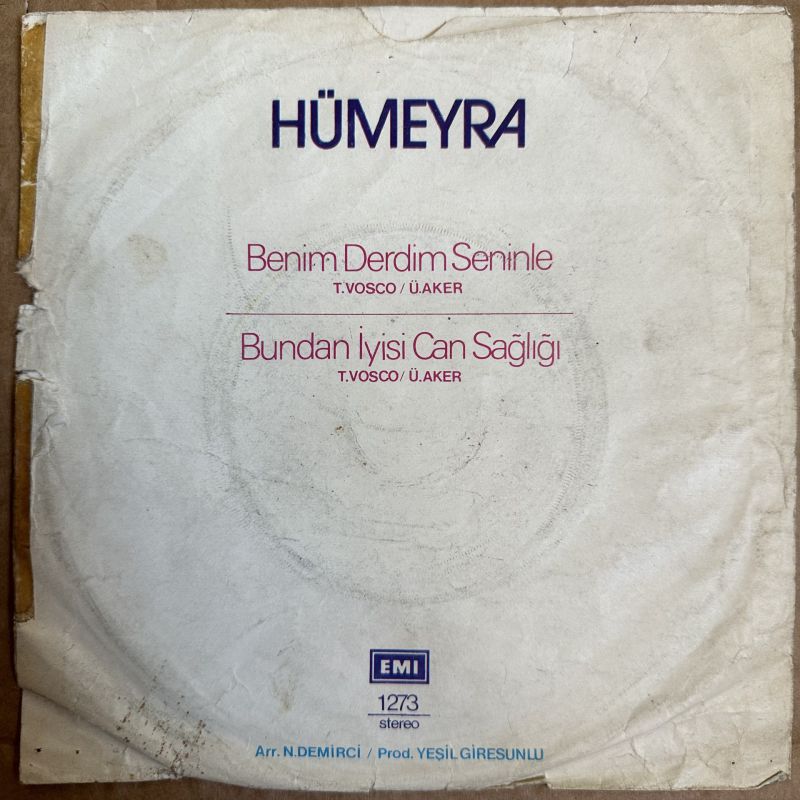 HÜMEYRA
Benim Derdim Seninle
T.VOSCO / Ü.AKER
Bundan İyisi Can Sağlığı
T.VOSCO/ Ü.AKER
EMI
1273
stereo
Arr. N.DEMİRCİ / Prod. YEŞİL GİRESUNLU